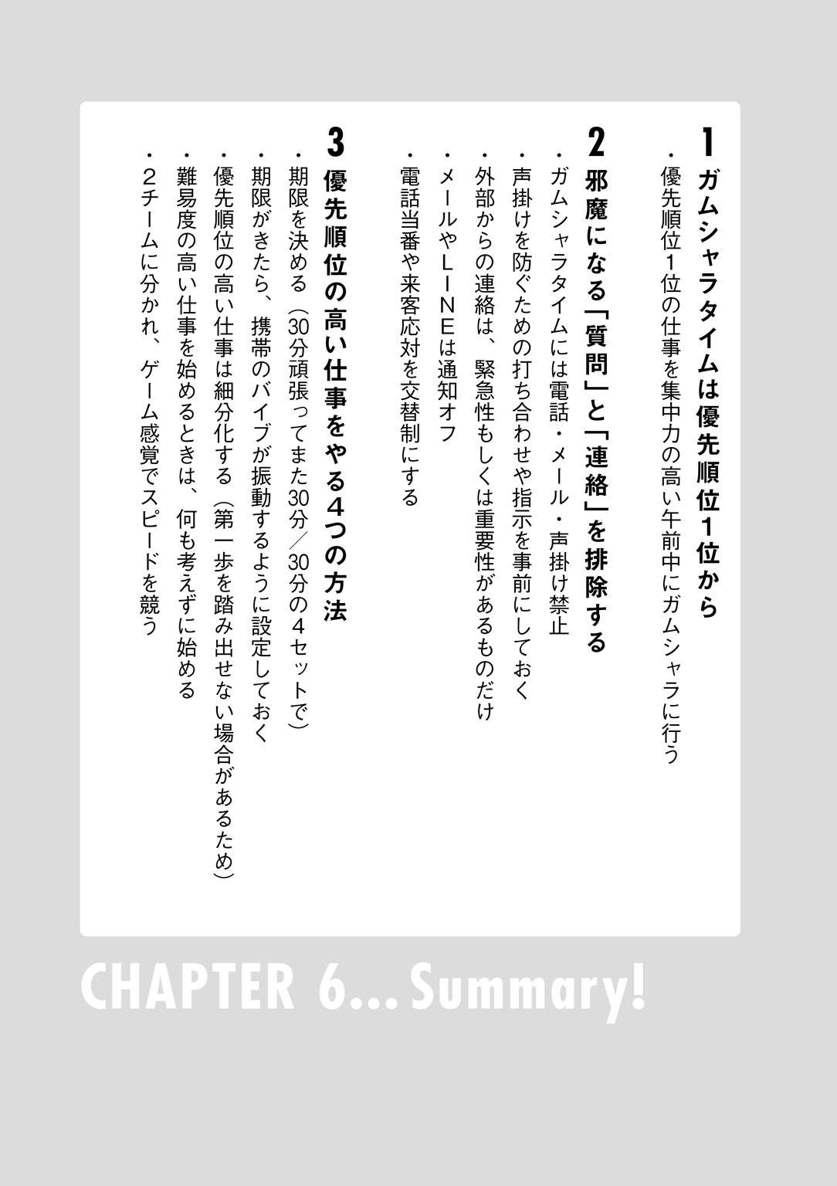 1 ガムシャラタイムは優先順位1位から
・優先順位1位の仕事を集中力の高い午前中にガムシャラに行う
2 邪魔になる「質問」と「連絡」を排除する
・ガムシャラタイムには電話・メール・声掛け禁止
・声掛けを防ぐための打ち合わせや指示を事前にしておく
・外部からの連絡は、緊急性もしくは重要性があるものだけ
・メールやLINEは通知オフ
・電話当番や来客応対を交替制にする
3 優先順位の高い仕事をやる4つの方法
・期限を決める（30分頑張ってまた30分／30分の4セットで）
・期限がきたら、携帯のバイブが振動するように設定しておく
・優先順位の高い仕事は細分化する（第一歩を踏み出せない場合があるため）
・難易度の高い仕事を始めるときは、何も考えずに始める
・2チームに分かれ、ゲーム感覚でスピードを競う
CHAPTER 6... Summary!